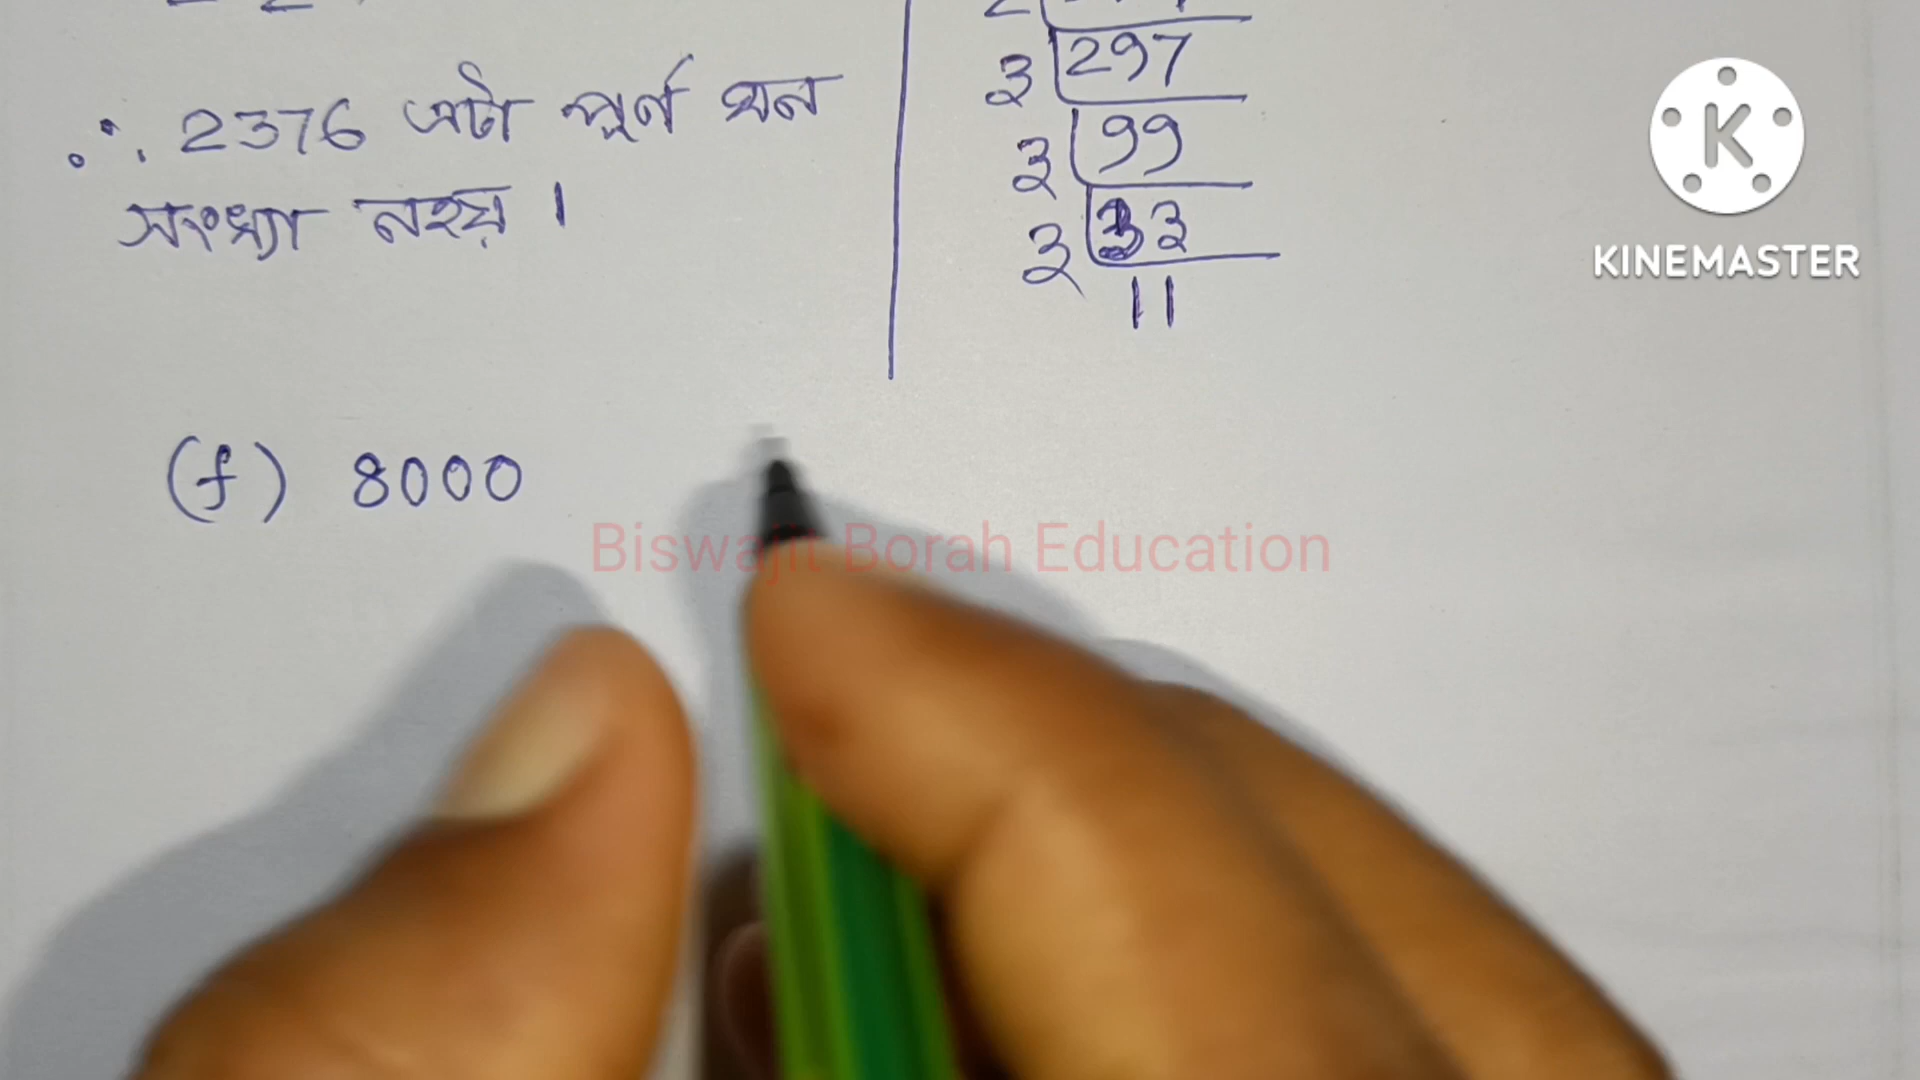 ∴ 2376 এটা পূৰ্ণ ঘন
সংখ্যা নহয় ।
3 297
3 99
3 33
11
(f) 8000
K
KINEMASTER
Biswajit Borah Education